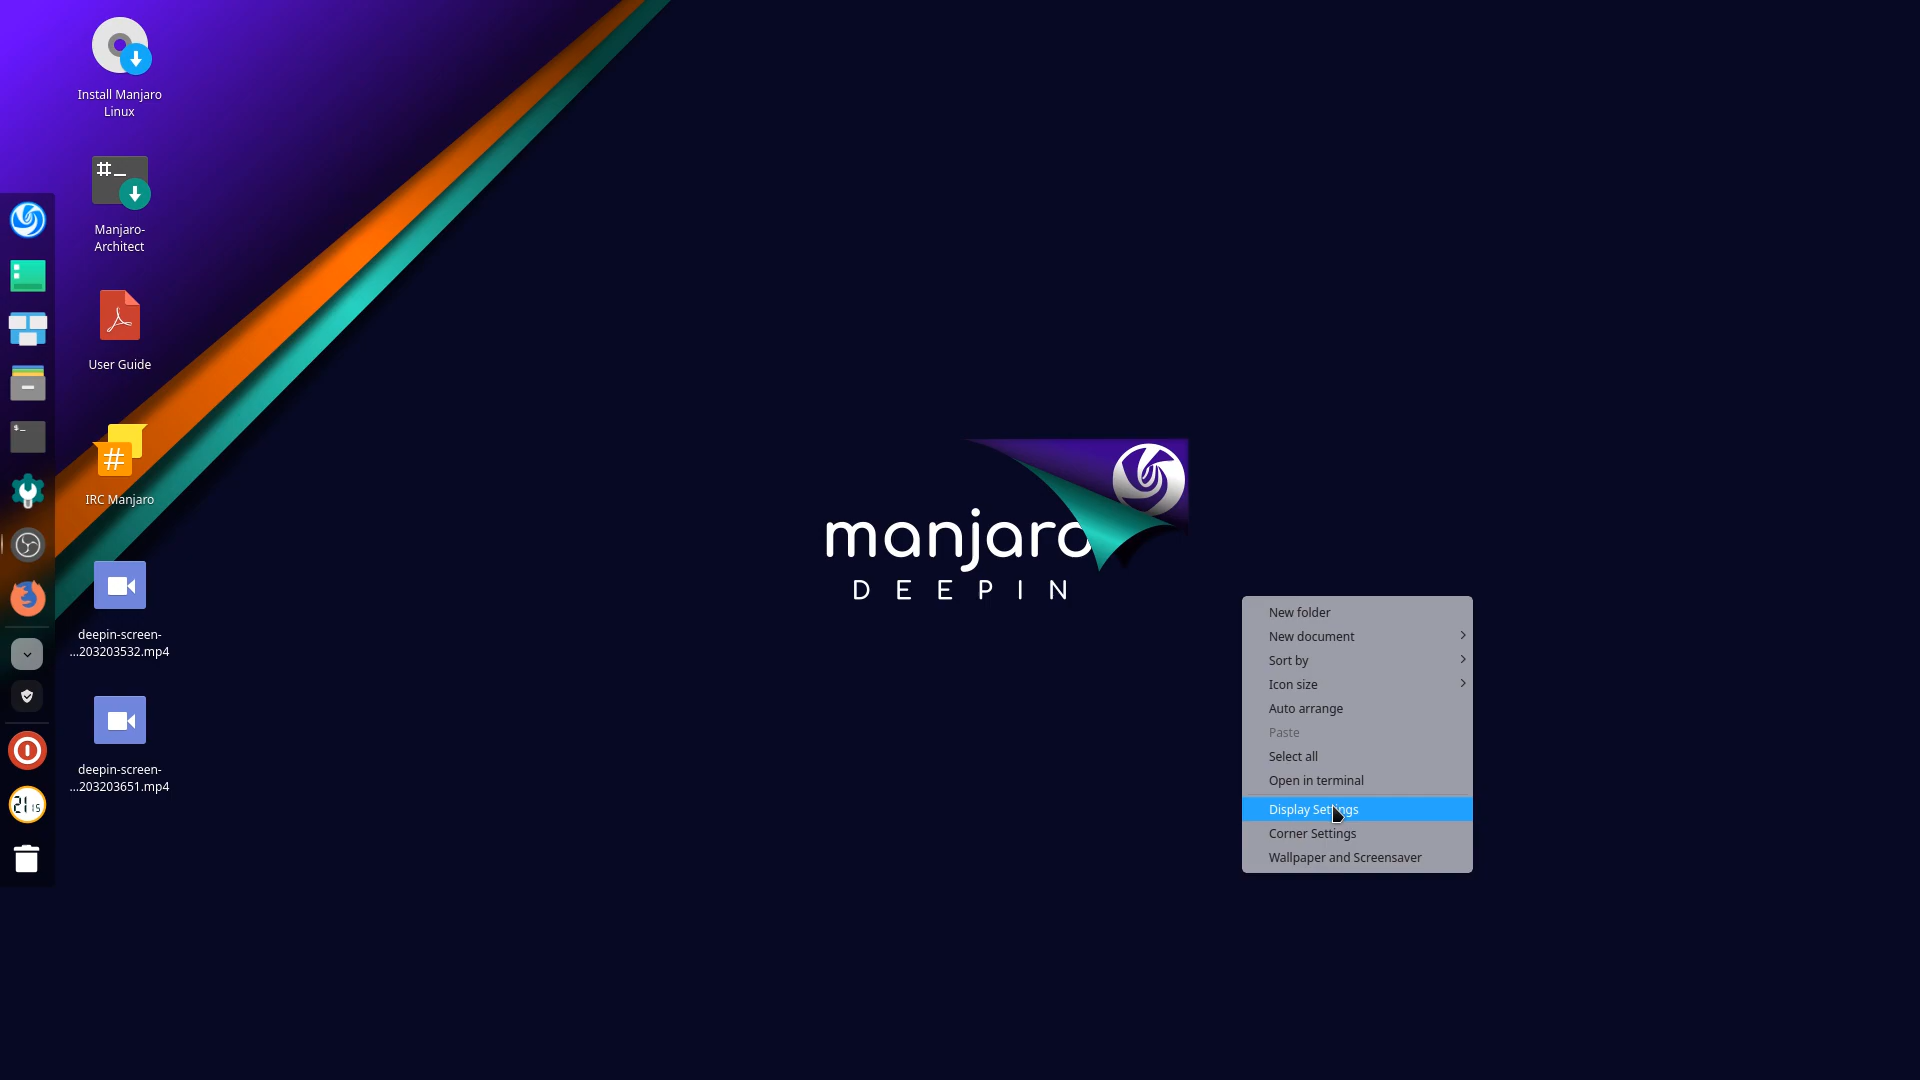 Install Manjaro
Linux
#_
Manjaro-
Architect
User Guide
$_
#
IRC Manjaro
deepin-screen-
...203203532.mp4
deepin-screen-
...203203651.mp4
21 15
manjaro
DEEPIN
New folder
New document
Sort by
Icon size
Auto arrange
Paste
Select all
Open in terminal
Display Settings
Corner Settings
Wallpaper and Screensaver